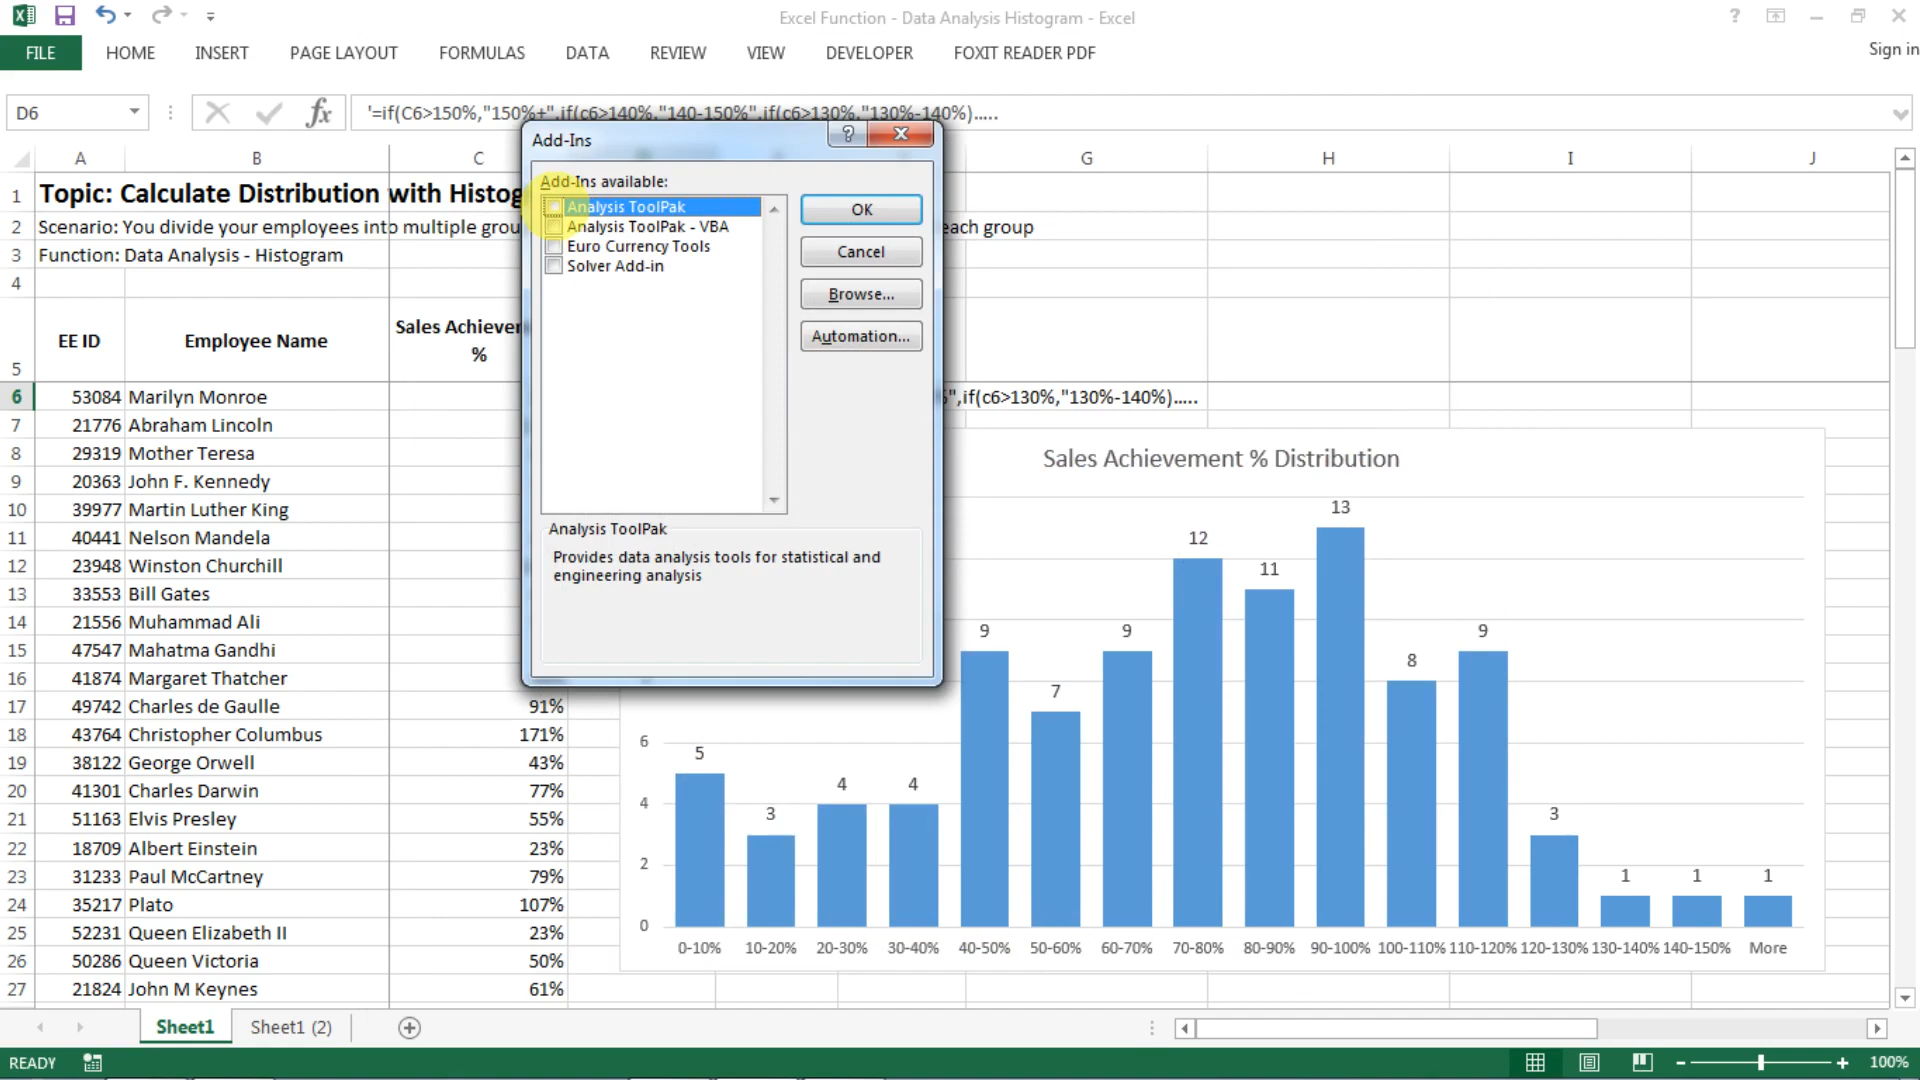 Excel Function - Data Analysis Histogram - Excel
?
FILE HOME INSERT PAGE LAYOUT FORMULAS DATA REVIEW VIEW DEVELOPER FOXIT READER PDF Sign in
D6 fx '=if(C6>150%,"150%+",if(c6>140%,"140-150%",if(c6>130%,"130%-140%).....
A B C G H I J
1 Topic: Calculate Distribution with Histog
2 Scenario: You divide your employees into multiple grou each group
3 Function: Data Analysis - Histogram
4
5 EE ID Employee Name Sales Achiever
%
6 53084 Marilyn Monroe ",if(c6>130%,"130%-140%).....
7 21776 Abraham Lincoln
8 29319 Mother Teresa
9 20363 John F. Kennedy
10 39977 Martin Luther King
11 40441 Nelson Mandela
12 23948 Winston Churchill
13 33553 Bill Gates
14 21556 Muhammad Ali
15 47547 Mahatma Gandhi
16 41874 Margaret Thatcher
17 49742 Charles de Gaulle 91%
18 43764 Christopher Columbus 171%
19 38122 George Orwell 43%
20 41301 Charles Darwin 77%
21 51163 Elvis Presley 55%
22 18709 Albert Einstein 23%
23 31233 Paul McCartney 79%
24 35217 Plato 107%
25 52231 Queen Elizabeth II 23%
26 50286 Queen Victoria 50%
27 21824 John M Keynes 61%
Add-Ins
?
Add-Ins available:
Analysis ToolPak
Analysis ToolPak - VBA
Euro Currency Tools
Solver Add-in
OK
Cancel
Browse...
Automation...
Analysis ToolPak
Provides data analysis tools for statistical and
engineering analysis
Sales Achievement % Distribution
6
4
2
0
5 3 4 4 9 7 9 12 11 13 8 9 3 1 1 1
0-10% 10-20% 20-30% 30-40% 40-50% 50-60% 60-70% 70-80% 80-90% 90-100% 100-110% 110-120% 120-130% 130-140% 140-150% More
Sheet1 Sheet1 (2)
READY 100%